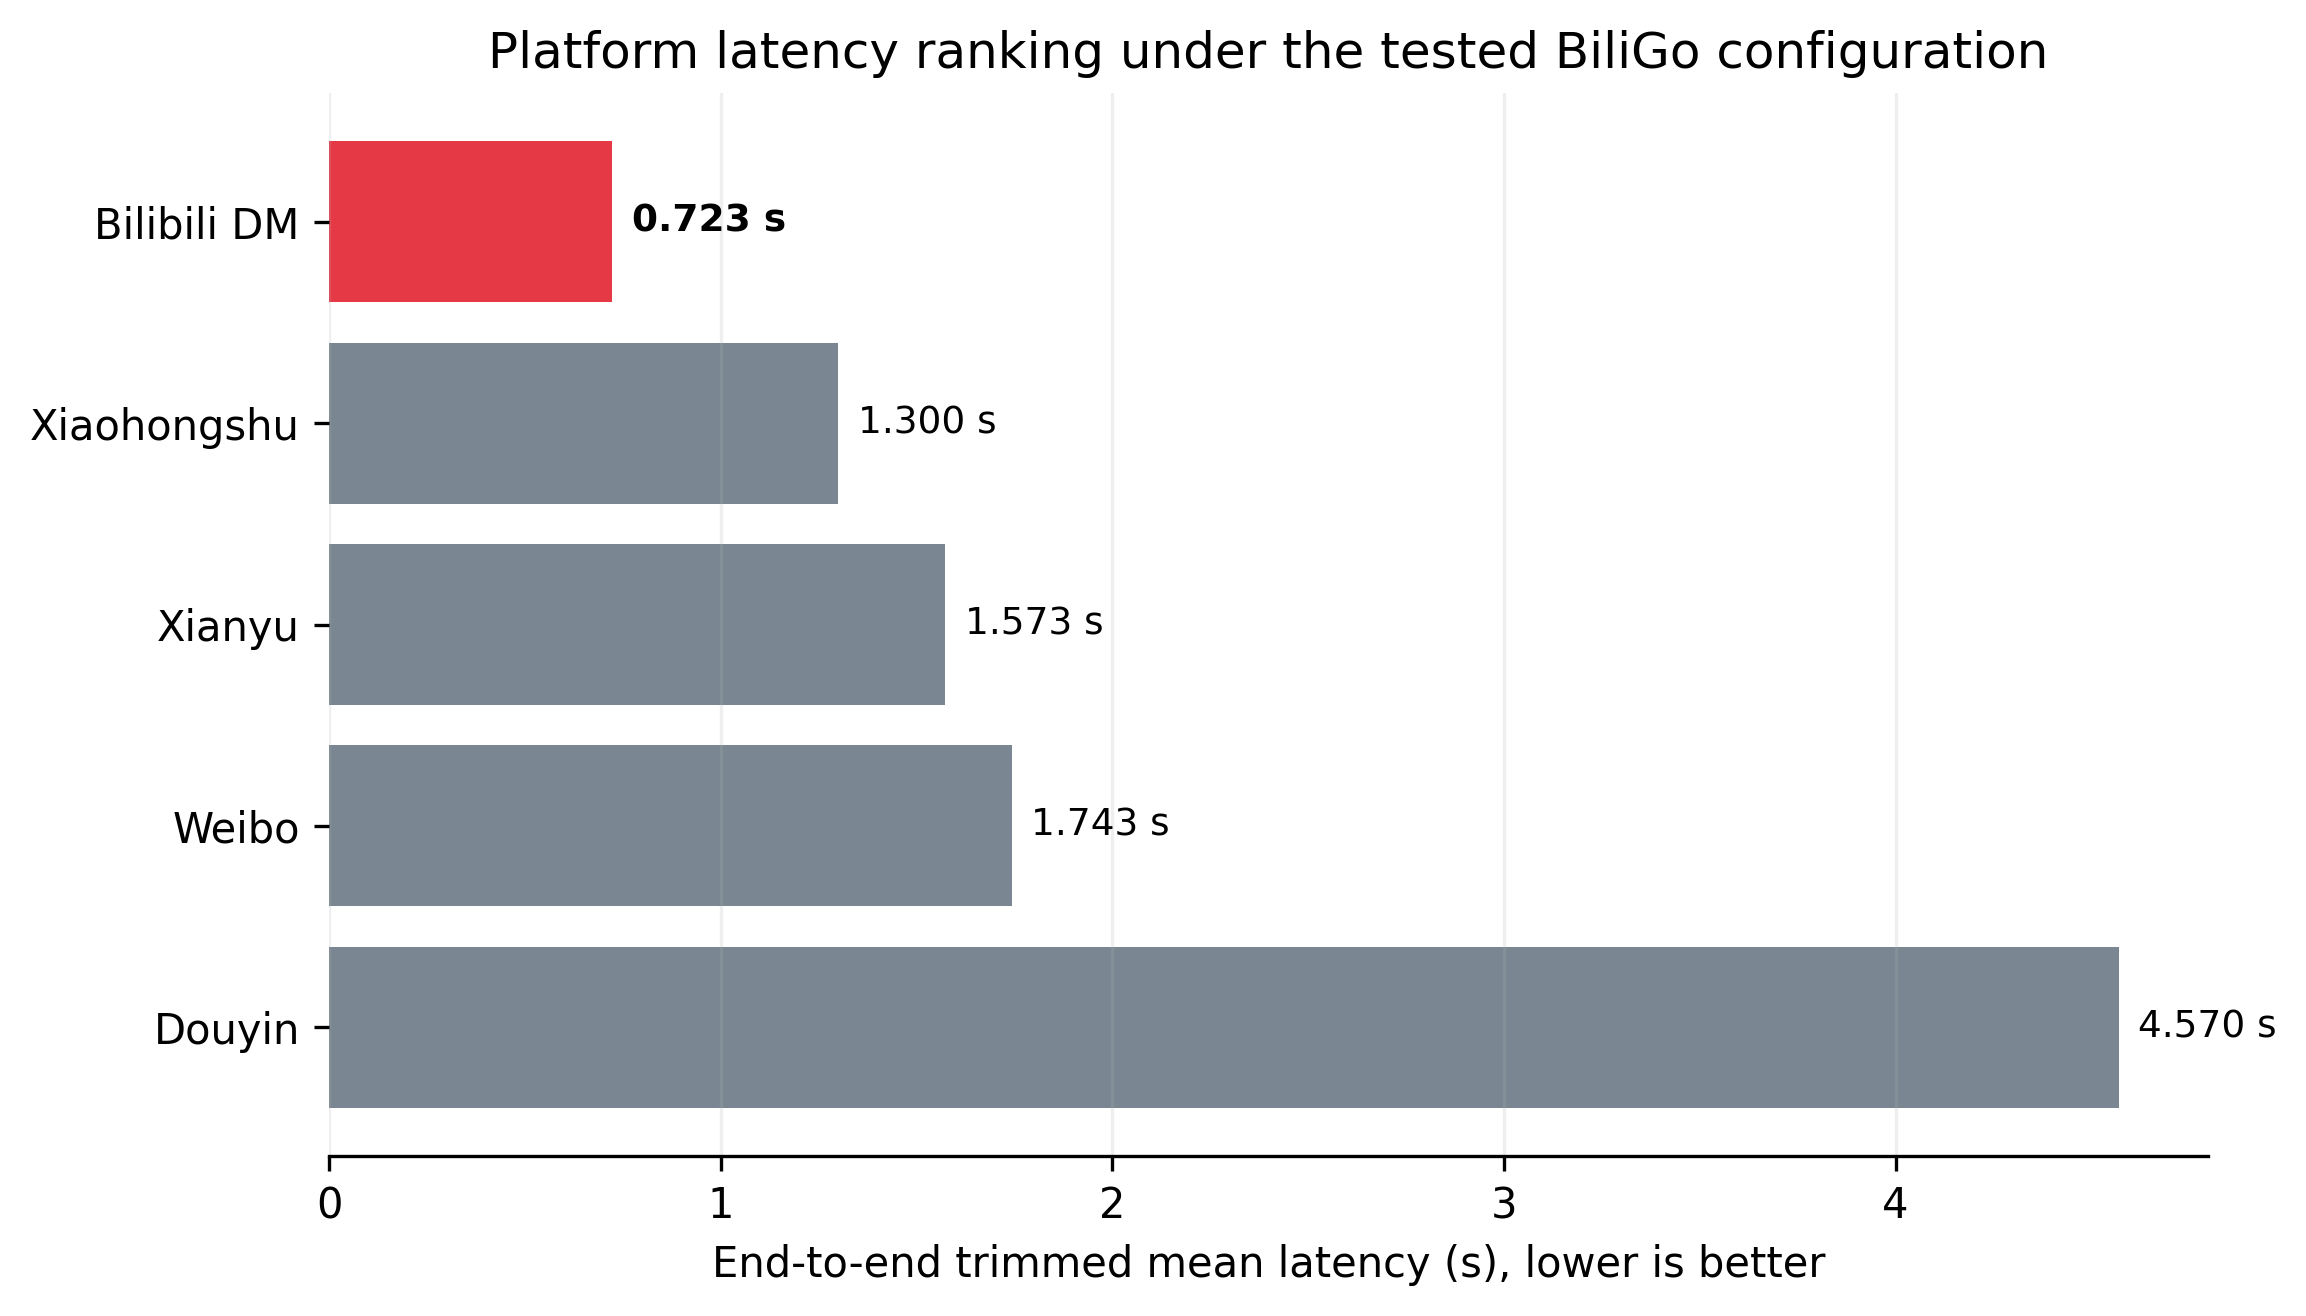 Platform latency ranking under the tested BiliGo configuration
Bilibili DM
0.723 s
Xiaohongshu
1.300 s
Xianyu
1.573 s
Weibo
1.743 s
Douyin
4.570 s
0 1 2 3 4
End-to-end trimmed mean latency (s), lower is better